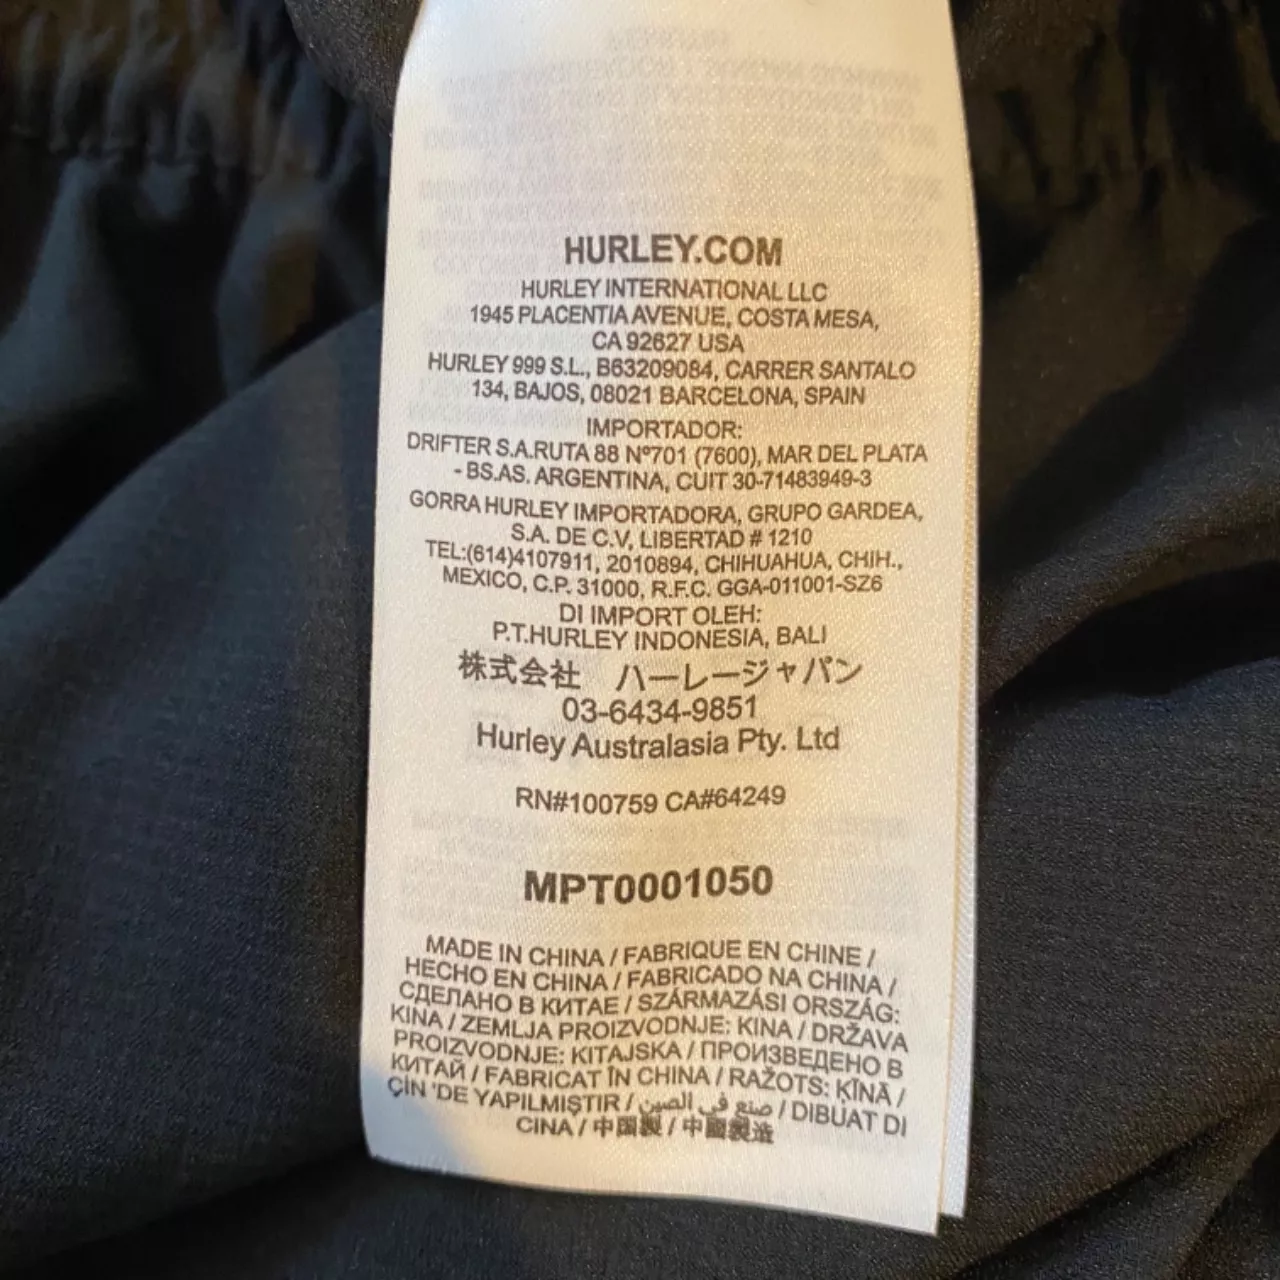 HURLEY.COM
HURLEY INTERNATIONAL LLC
1945 PLACENTIA AVENUE, COSTA MESA,
CA 92627 USA
HURLEY 999 S.L., B63209084, CARRER SANTALO
134, BAJOS, 08021 BARCELONA, SPAIN
IMPORTADOR:
DRIFTER S.A.RUTA 88 Nº701 (7600), MAR DEL PLATA
- BS.AS. ARGENTINA, CUIT 30-71483949-3
GORRA HURLEY IMPORTADORA, GRUPO GARDEA,
S.A. DE C.V, LIBERTAD # 1210
TEL:(614)4107911, 2010894, CHIHUAHUA, CHIH.,
MEXICO, C.P. 31000, R.F.C. GGA-011001-SZ6
DI IMPORT OLEH:
P.T.HURLEY INDONESIA, BALI
株式会社 ハーレージャパン
03-6434-9851
Hurley Australasia Pty. Ltd
RN#100759 CA#64249
MPT0001050
MADE IN CHINA / FABRIQUE EN CHINE /
HECHO EN CHINA / FABRICADO NA CHINA /
СДЕЛАНО В КИТАЕ / SZÁRMAZÁSI ORSZÁG:
KINA / ZEMLJA PROIZVODNJE: KINA / DRŽAVA
PROIZVODNJE: KITAJSKA / ПРОИЗВЕДЕНО В
КИТАЙ / FABRICAT ÎN CHINA / RAŽOTS: ĶĪNĀ /
ÇİN 'DE YAPILMIŞTIR / صنع في الصين / DIBUAT DI
CINA / 中国製 / 中國製造